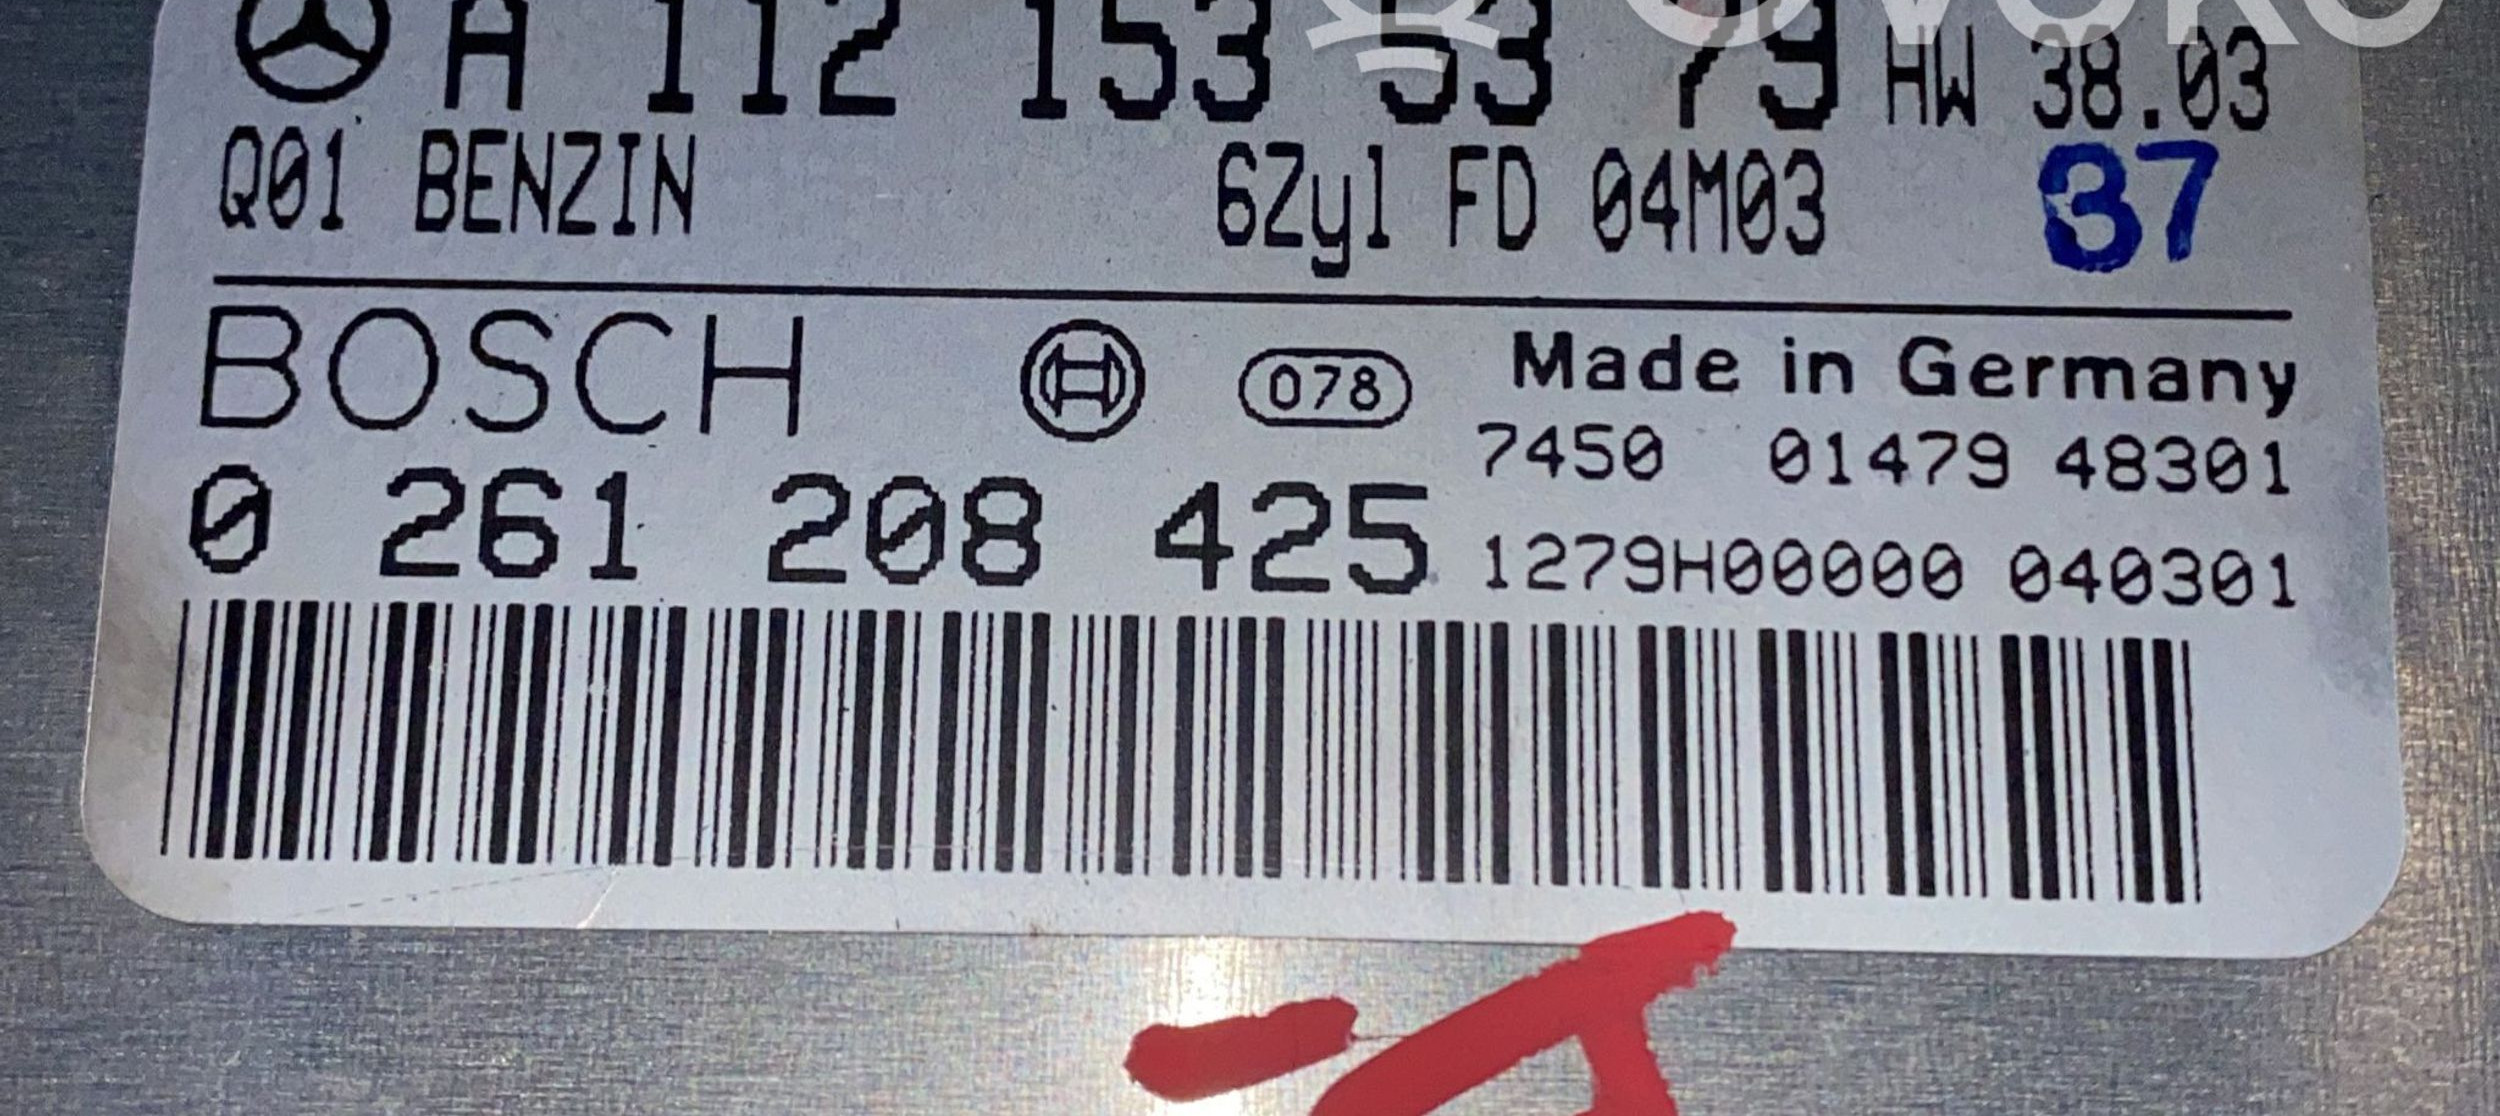 OVOKO
A 112 153 53 79 HW 38.03
Q01 BENZIN 6Zyl FD 04M03 37
BOSCH 078 Made in Germany
7450 01479 48301
0 261 208 425 1279H00000 040301